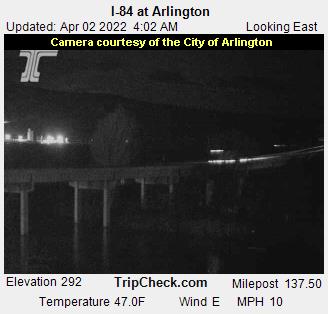 I-84 at Arlington
Updated: Apr 02 2022 4:02 AM Looking East
Camera courtesy of the City of Arlington
Elevation 292 TripCheck.com Milepost 137.50
Temperature 47.0F Wind E MPH 10